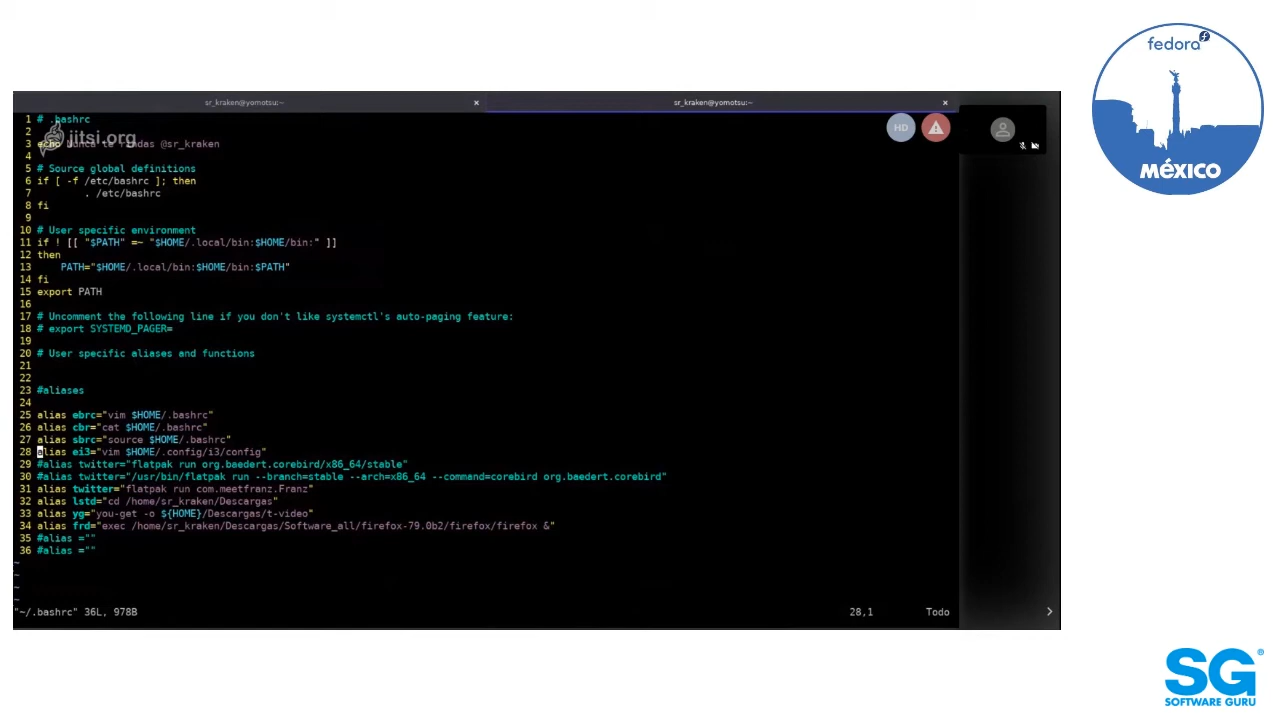 fedora
MÉXICO
sr_kraken@yomotsu:~
×
sr_kraken@yomotsu:~
×
jitsi.org
HD
1 # .bashrc
2
3 echo Nunca te rindas @sr_kraken
4
5 # Source global definitions
6 if [ -f /etc/bashrc ]; then
7 . /etc/bashrc
8 fi
9
10 # User specific environment
11 if ! [[ "$PATH" =~ "$HOME/.local/bin:$HOME/bin:" ]]
12 then
13 PATH="$HOME/.local/bin:$HOME/bin:$PATH"
14 fi
15 export PATH
16
17 # Uncomment the following line if you don't like systemctl's auto-paging feature:
18 # export SYSTEMD_PAGER=
19
20 # User specific aliases and functions
21
22
23 #aliases
24
25 alias ebrc="vim $HOME/.bashrc"
26 alias cbr="cat $HOME/.bashrc"
27 alias sbrc="source $HOME/.bashrc"
28 alias ei3="vim $HOME/.config/i3/config"
29 #alias twitter="flatpak run org.baedert.corebird/x86_64/stable"
30 #alias twitter="/usr/bin/flatpak run --branch=stable --arch=x86_64 --command=corebird org.baedert.corebird"
31 alias twitter="flatpak run com.meetfranz.Franz"
32 alias lstd="cd /home/sr_kraken/Descargas"
33 alias yg="you-get -o ${HOME}/Descargas/t-video"
34 alias frd="exec /home/sr_kraken/Descargas/Software_all/firefox-79.0b2/firefox/firefox &"
35 #alias =""
36 #alias =""
~
~
~
~
"~/.bashrc" 36L, 978B 28,1 Todo
SG®
SOFTWARE GURU